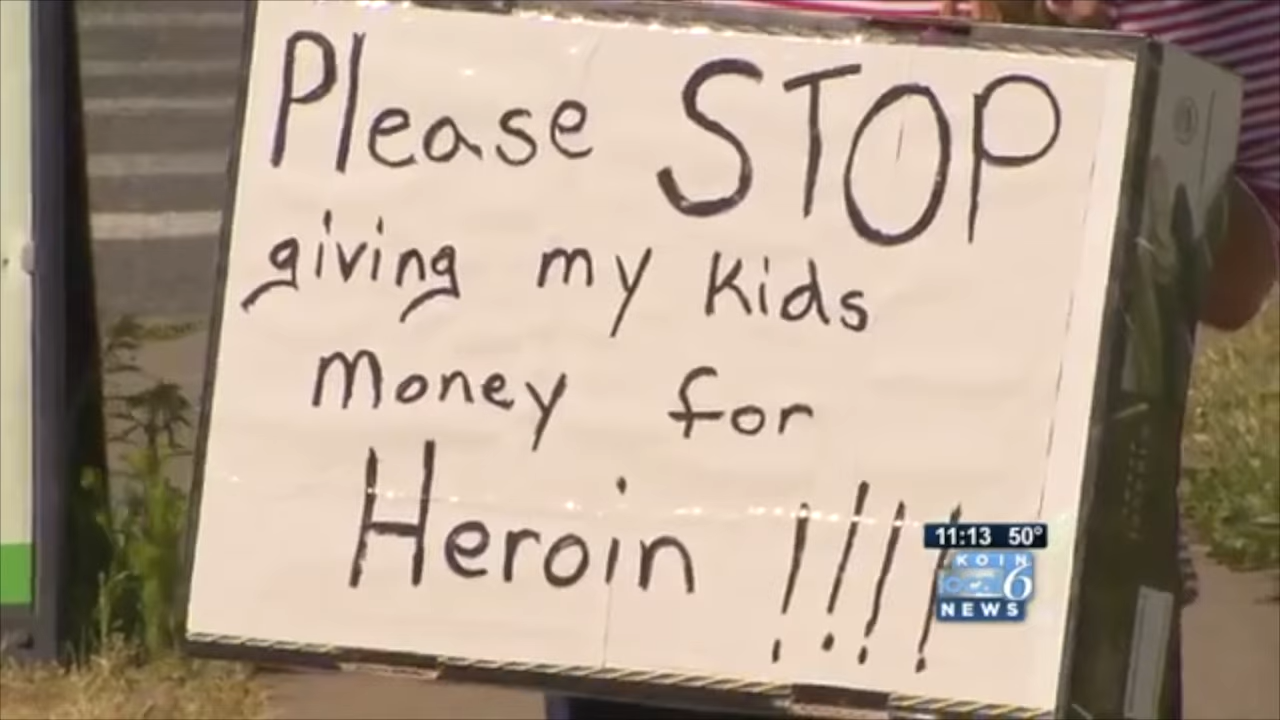 Please STOP
giving my kids
money for
Heroin !!!!
11:13 50°
KOIN
6
NEWS